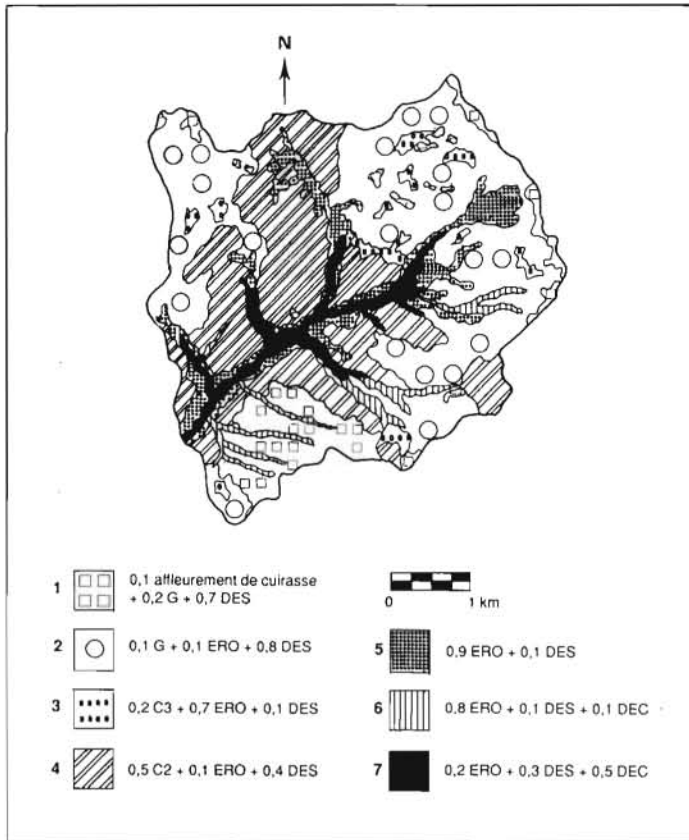 N
1 0,1 affleurement de cuirasse
+ 0,2 G + 0,7 DES
2 0,1 G + 0,1 ERO + 0,8 DES
3 0,2 C3 + 0,7 ERO + 0,1 DES
4 0,5 C2 + 0,1 ERO + 0,4 DES
0 1 km
5 0,9 ERO + 0,1 DES
6 0,8 ERO + 0,1 DES + 0,1 DEC
7 0,2 ERO + 0,3 DES + 0,5 DEC